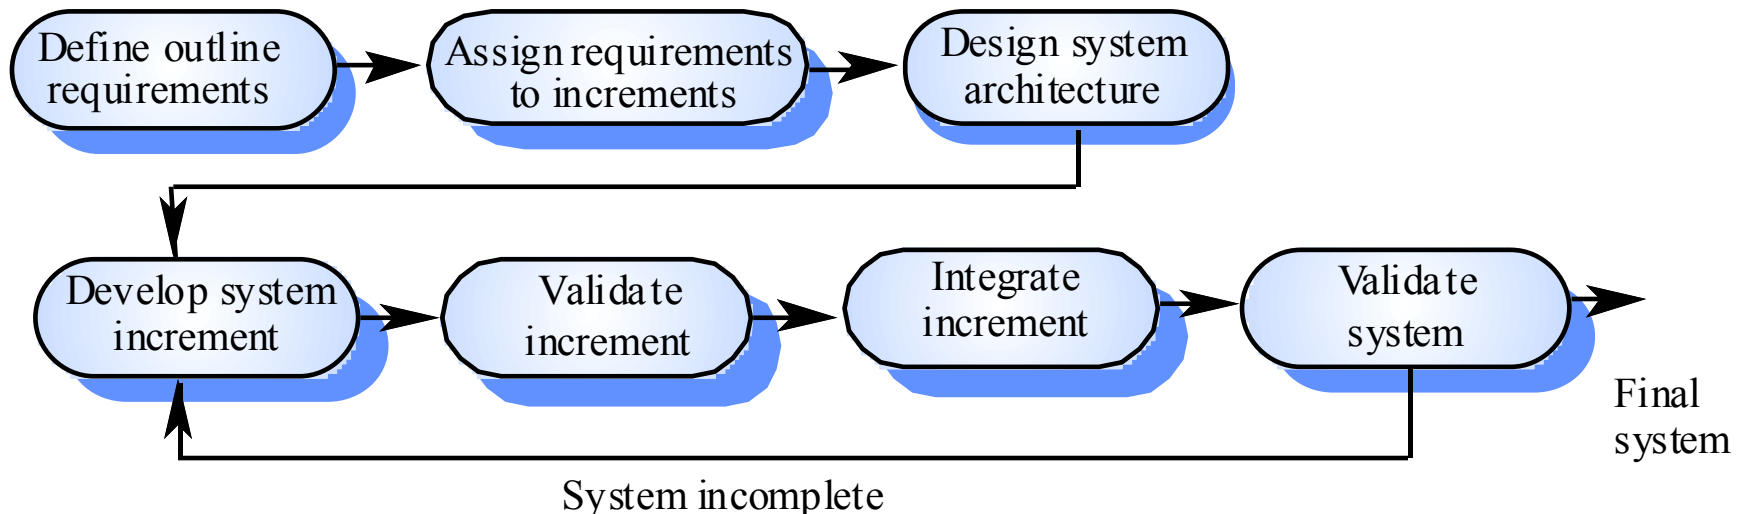 Define outline
requirements
Assign requirements
to increments
Design system
architecture
Develop system
increment
Validate
increment
Integrate
increment
Validate
system
Final
system
System incomplete